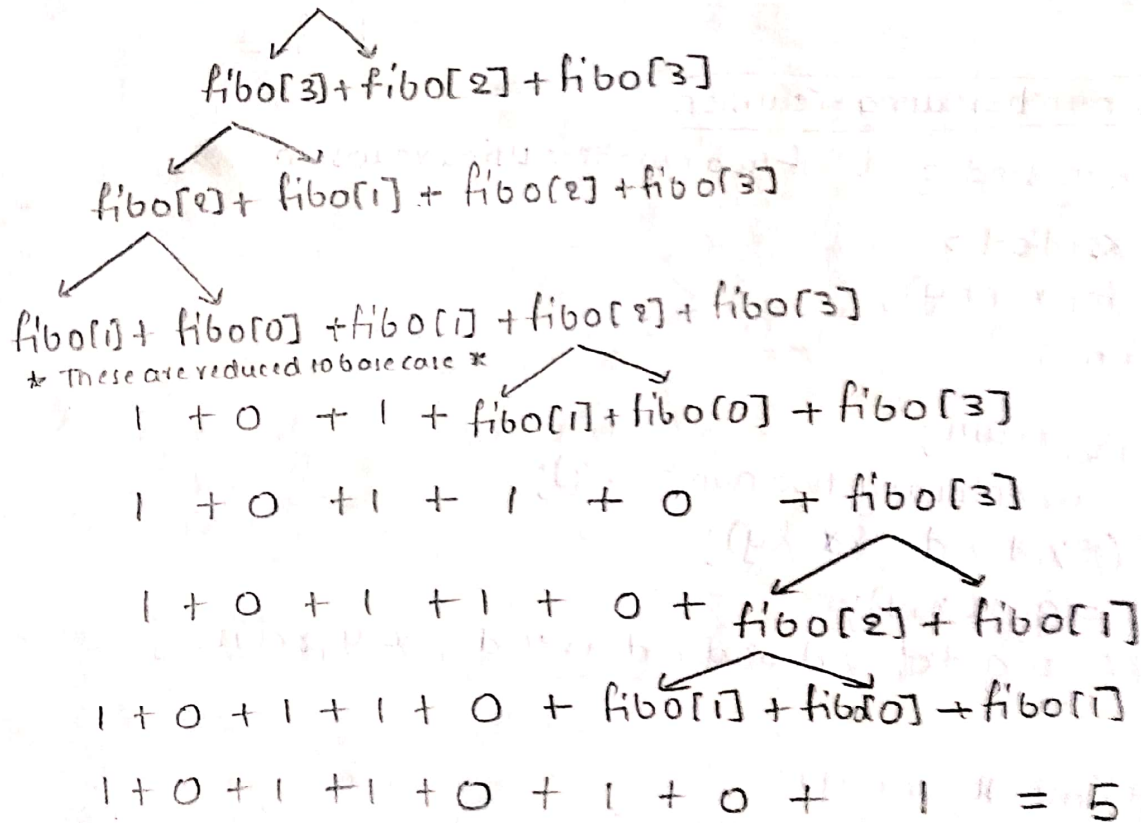 fibo[3] + fibo[2] + fibo[3]
fibo[2] + fibo[1] + fibo[2] + fibo[3]
fibo[1] + fibo[0] + fibo[1] + fibo[2] + fibo[3]
* These are reduced to base case *
1 + 0 + 1 + fibo[1] + fibo[0] + fibo[3]
1 + 0 + 1 + 1 + 0 + fibo[3]
1 + 0 + 1 + 1 + 0 + fibo[2] + fibo[1]
1 + 0 + 1 + 1 + 0 + fibo[1] + fibo[0] + fibo[1]
1 + 0 + 1 + 1 + 0 + 1 + 0 + 1 = 5